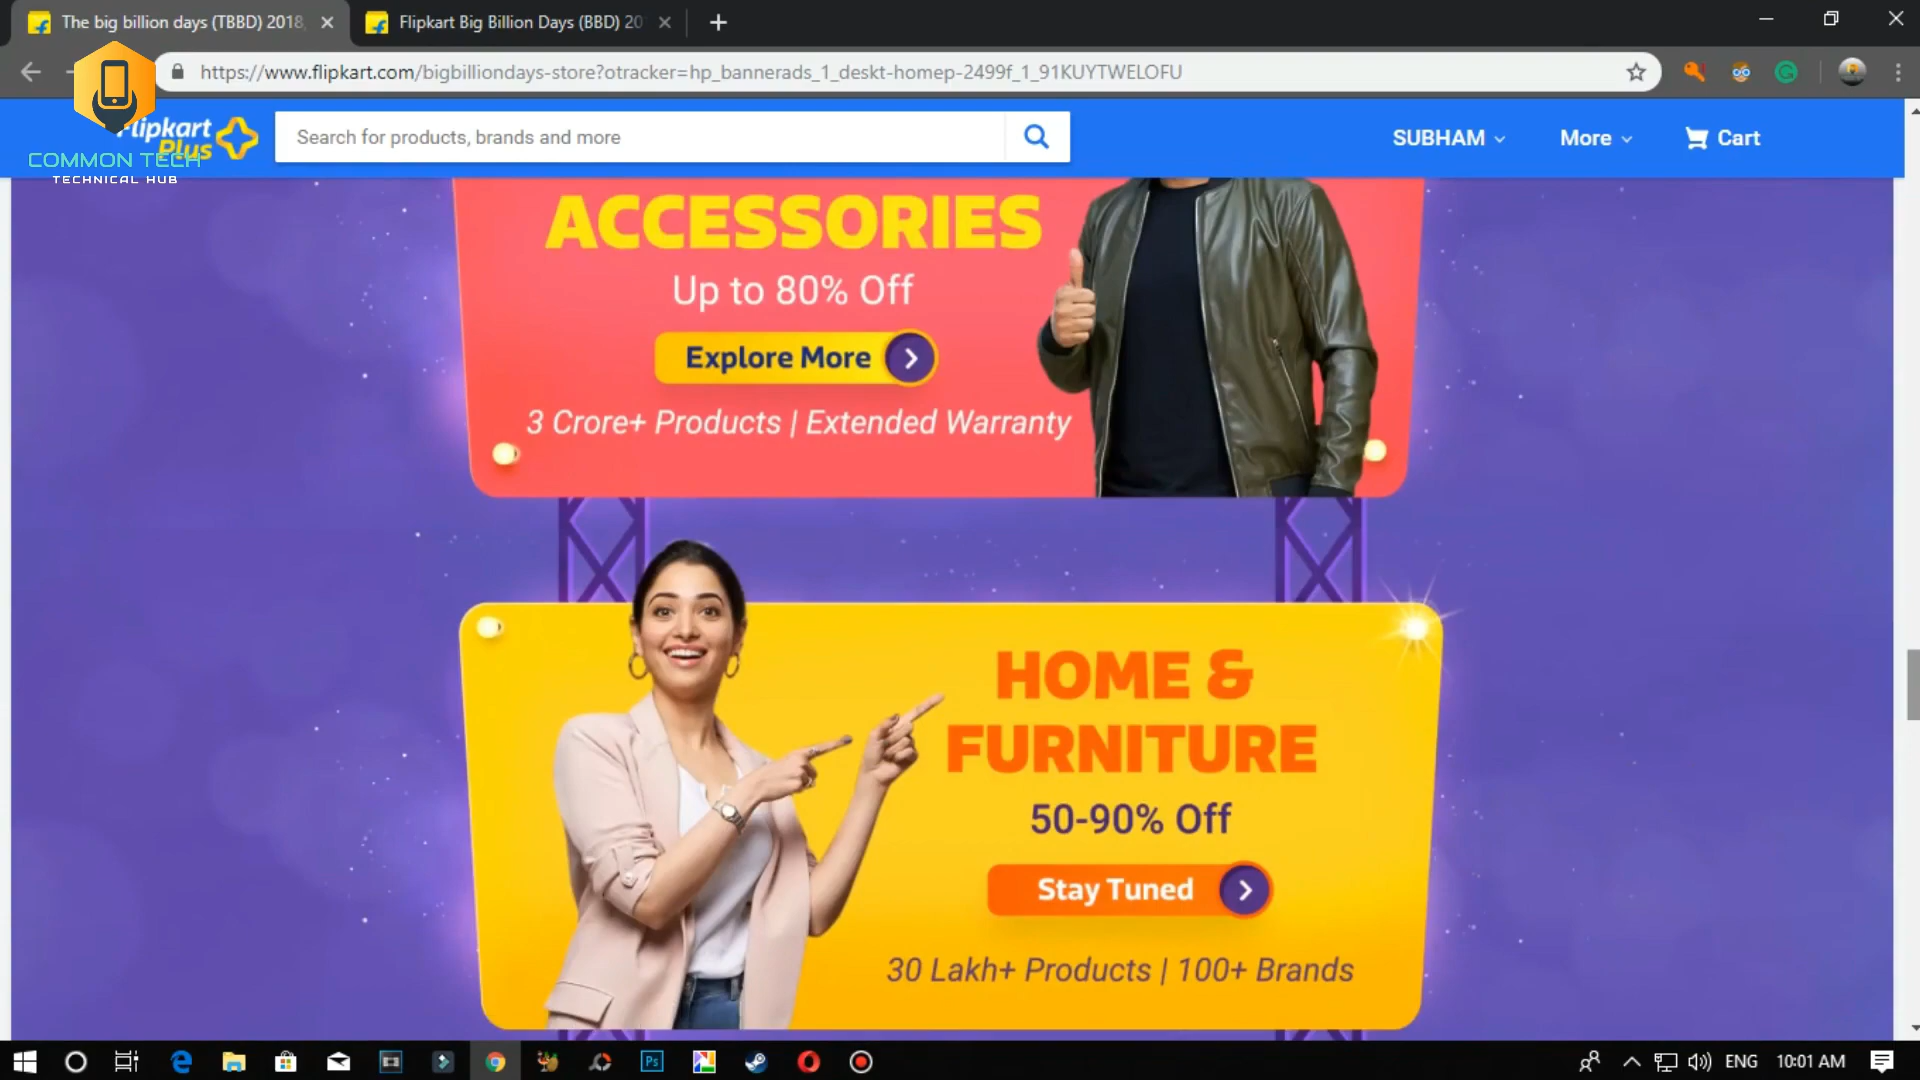 The big billion days (TBBD) 2018,
Flipkart Big Billion Days (BBD) 20
https://www.flipkart.com/bigbilliondays-store?otracker=hp_bannerads_1_deskt-homep-2499f_1_91KUYTWELOFU
Flipkart
Plus
COMMON TECH
TECHNICAL HUB
Search for products, brands and more
SUBHAM
More
Cart
ACCESSORIES
Up to 80% Off
Explore More
3 Crore+ Products | Extended Warranty
HOME &
FURNITURE
50-90% Off
Stay Tuned
30 Lakh+ Products | 100+ Brands
Ps
ENG
10:01 AM